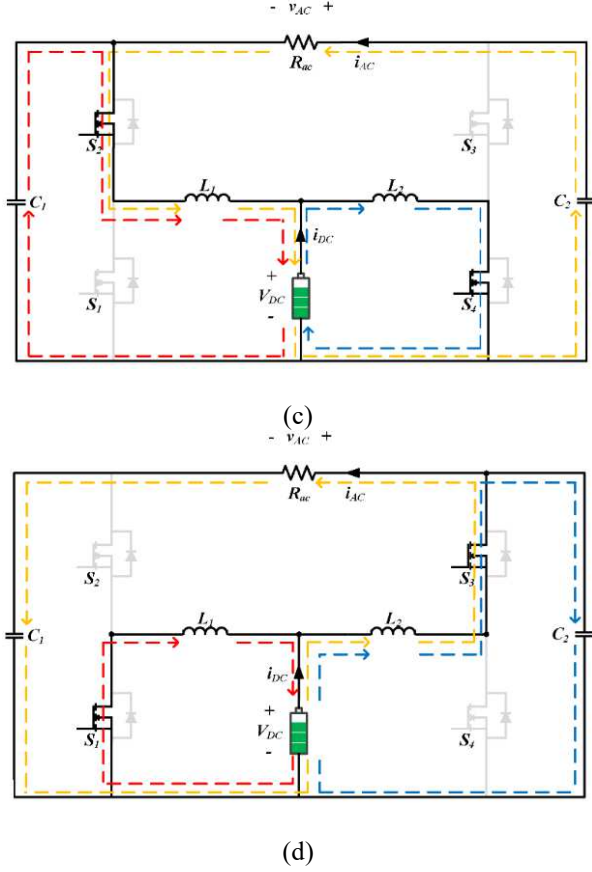 - v_AC +
R_ac
i_AC
S_2
S_3
C_1
L_1
L_2
C_2
i_DC
+
S_1
V_DC
S_4
-
(c)
- v_AC +
R_ac
i_AC
S_2
S_3
C_1
L_1
L_2
C_2
i_DC
+
S_1
V_DC
S_4
-
(d)